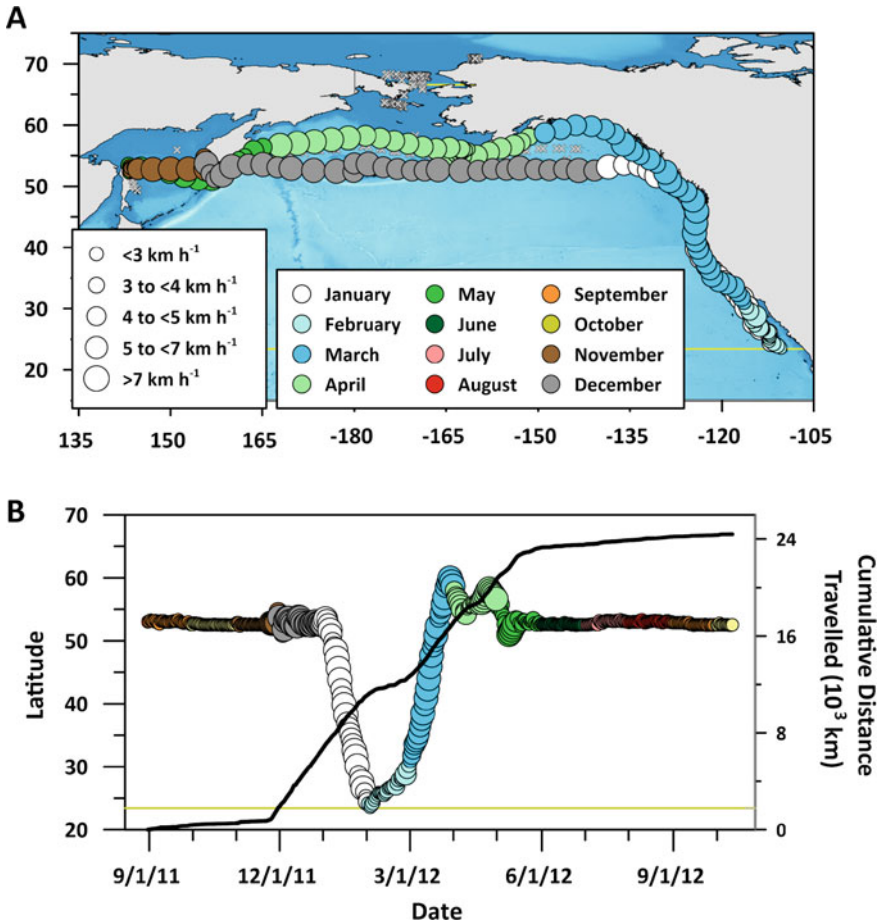 A
70
60
50
40
30
20
<3 km h⁻¹
3 to <4 km h⁻¹
4 to <5 km h⁻¹
5 to <7 km h⁻¹
>7 km h⁻¹
January May September
February June October
March July November
April August December
135 150 165 -180 -165 -150 -135 -120 -105
B
70
60
50
40
30
20
Latitude
24
16
8
0
Cumulative Distance
Travelled (10³ km)
9/1/11 12/1/11 3/1/12 6/1/12 9/1/12
Date